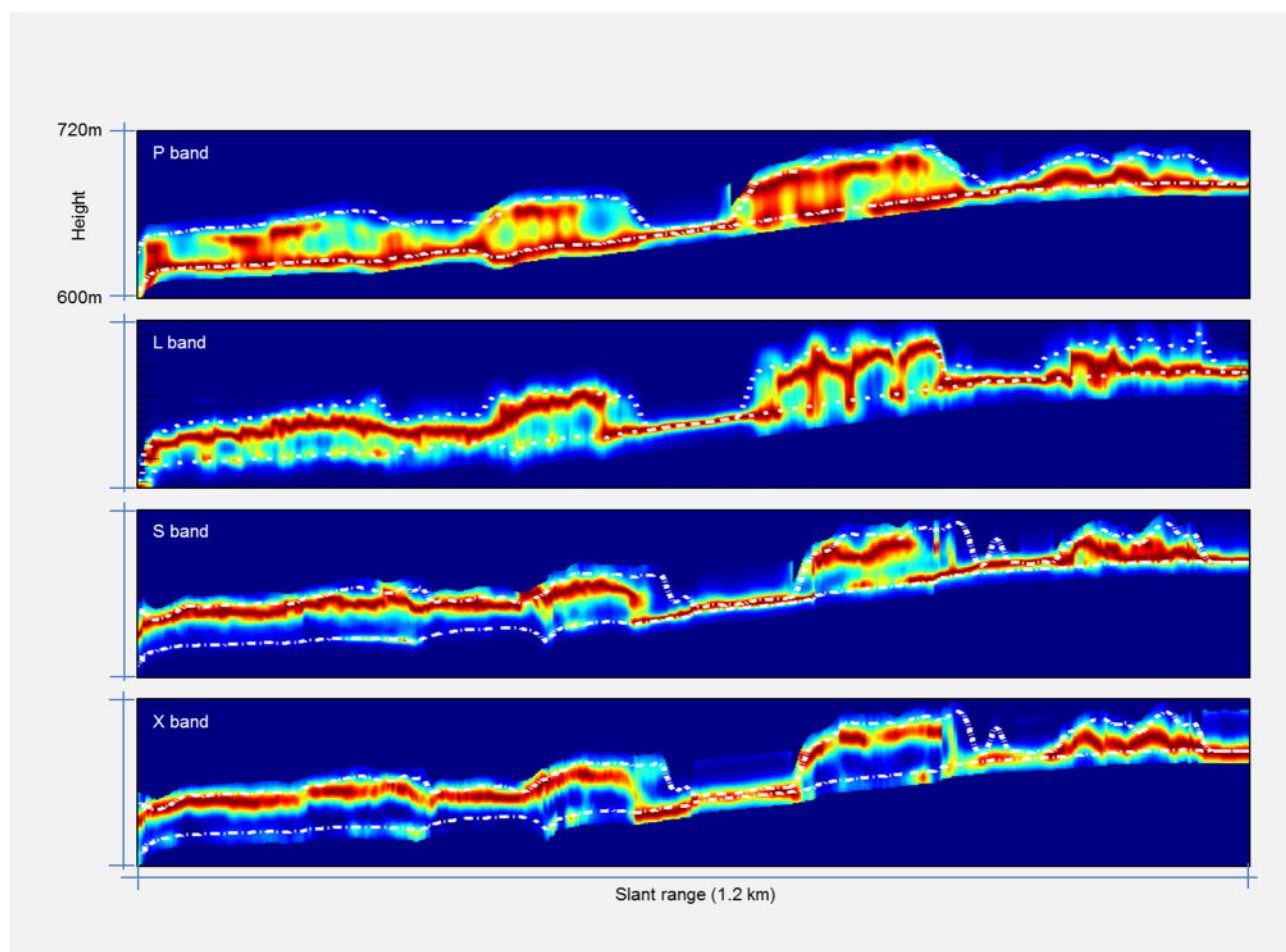 720m
P band
Height
600m
L band
S band
X band
Slant range (1.2 km)